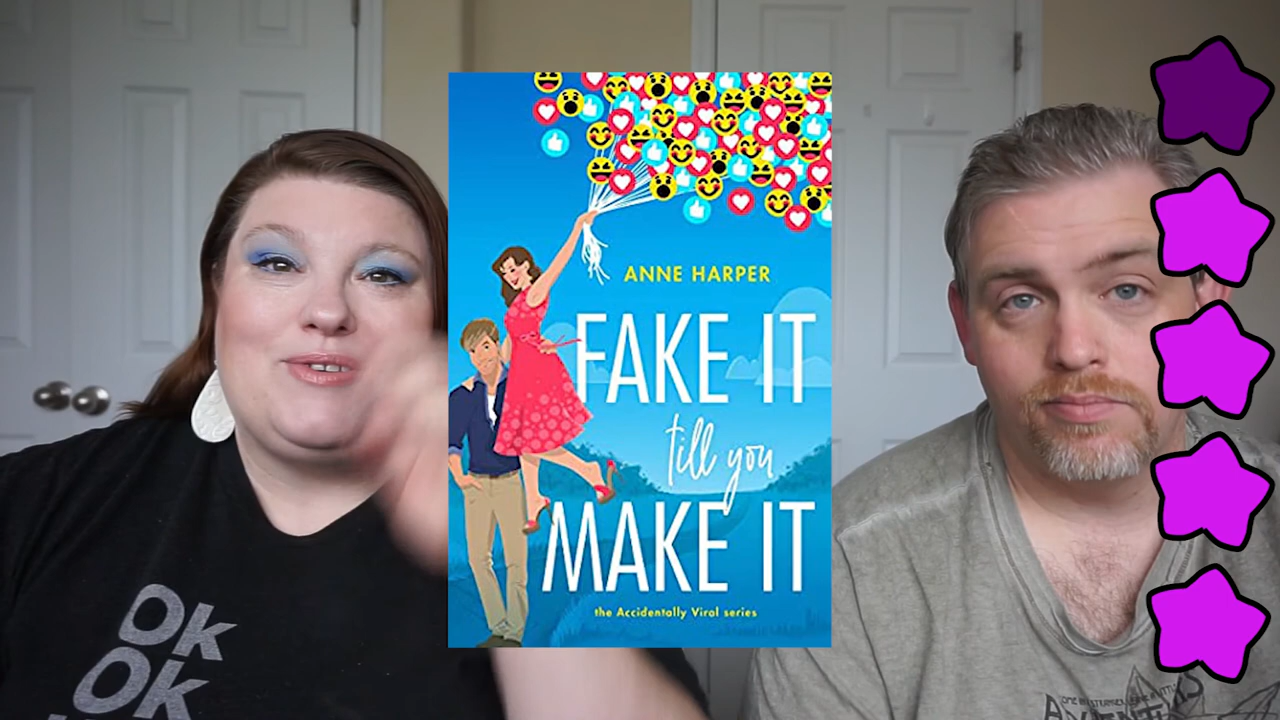 ANNE HARPER
FAKE IT
till you
MAKE IT
the Accidentally Viral series
Ok
Ok